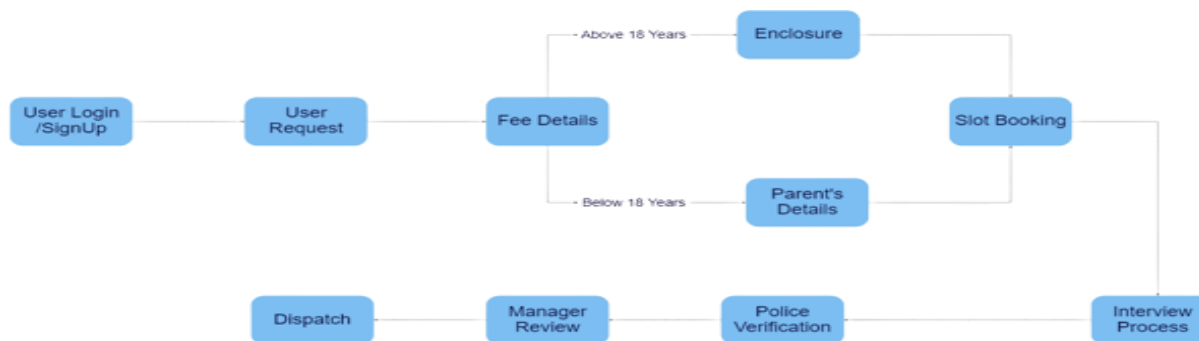 Above 18 Years
Enclosure
User Login
/SignUp
User
Request
Fee Details
Slot Booking
Below 18 Years
Parent's
Details
Dispatch
Manager
Review
Police
Verification
Interview
Process